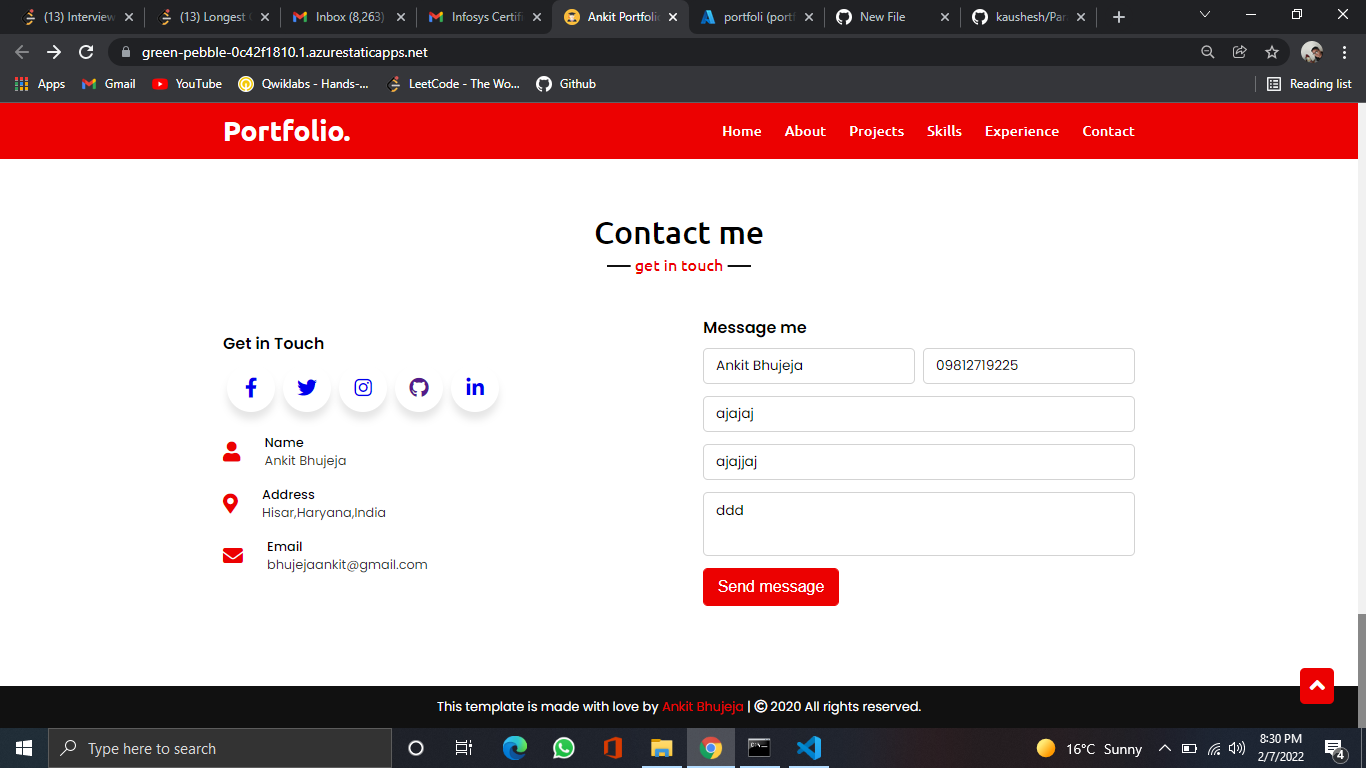 (13) Interview
(13) Longest
Inbox (8,263)
Infosys Certif
Ankit Portfolio
portfoli (port
New File
kaushesh/Par
green-pebble-0c42f1810.1.azurestaticapps.net
Apps
Gmail
YouTube
Qwiklabs - Hands-...
LeetCode - The Wo...
Github
Reading list
Portfolio.
Home About Projects Skills Experience Contact
Contact me
get in touch
Get in Touch
Name
Ankit Bhujeja
Address
Hisar,Haryana,India
Email
bhujejaankit@gmail.com
Message me
Ankit Bhujeja
09812719225
ajajaj
ajajjaj
ddd
Send message
This template is made with love by Ankit Bhujeja | © 2020 All rights reserved.
Type here to search
16°C Sunny
8:30 PM
2/7/2022
4